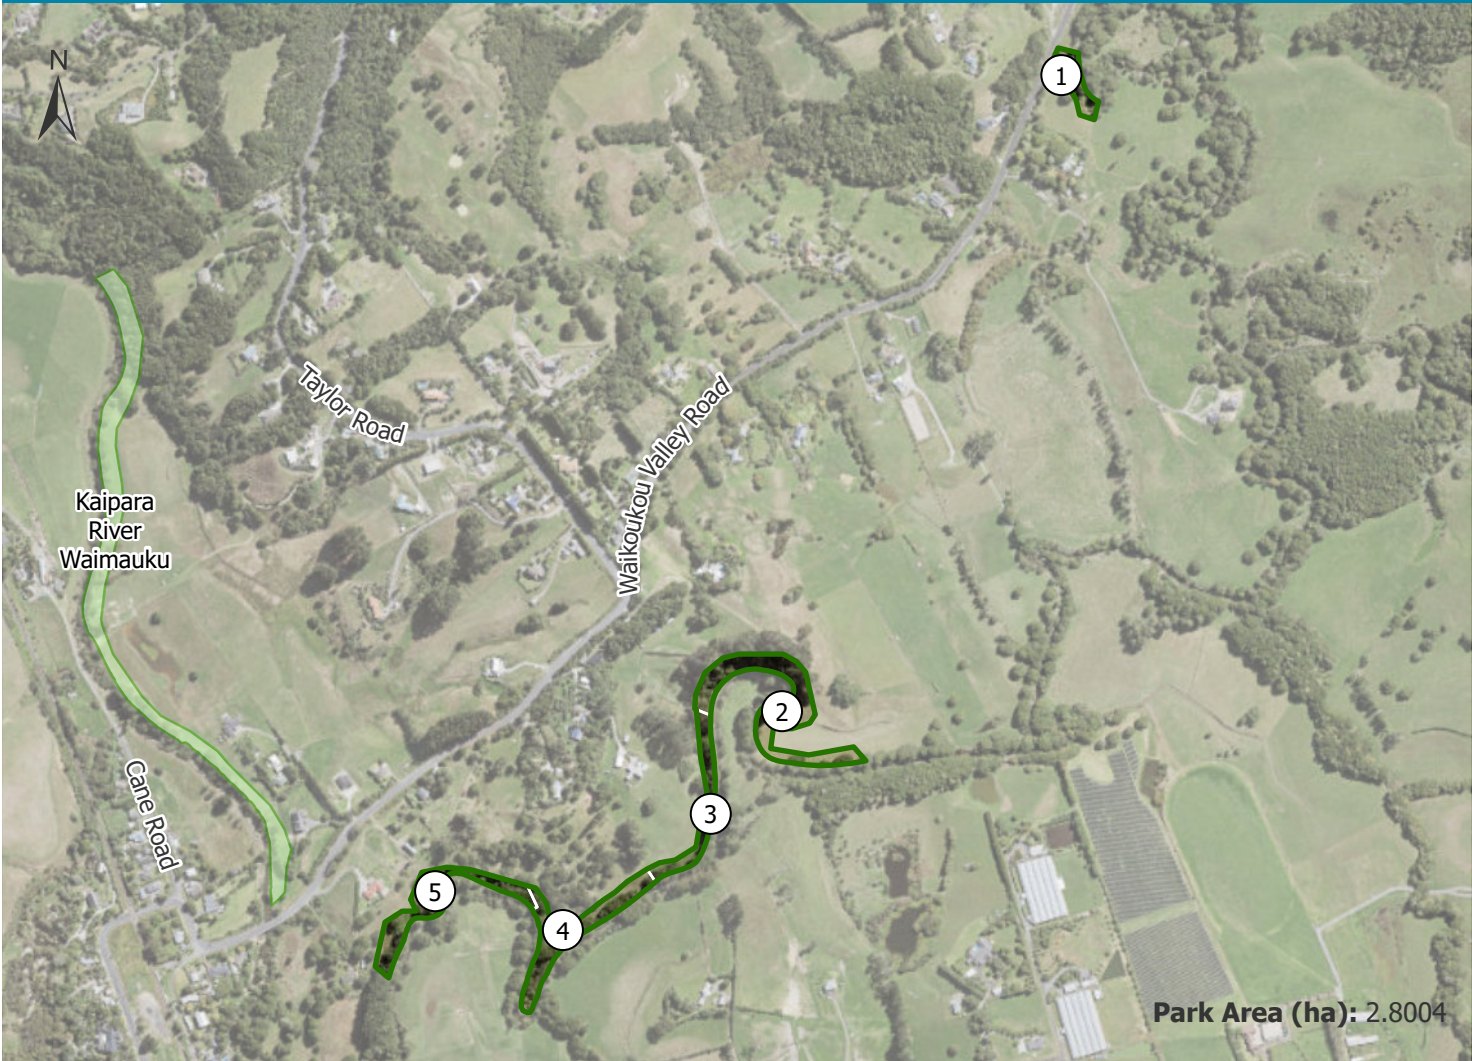 N
1
Taylor Road
Waikoukou Valley Road
Kaipara
River
Waimauku
2
Cane Road
3
5
4
Park Area (ha): 2.8004